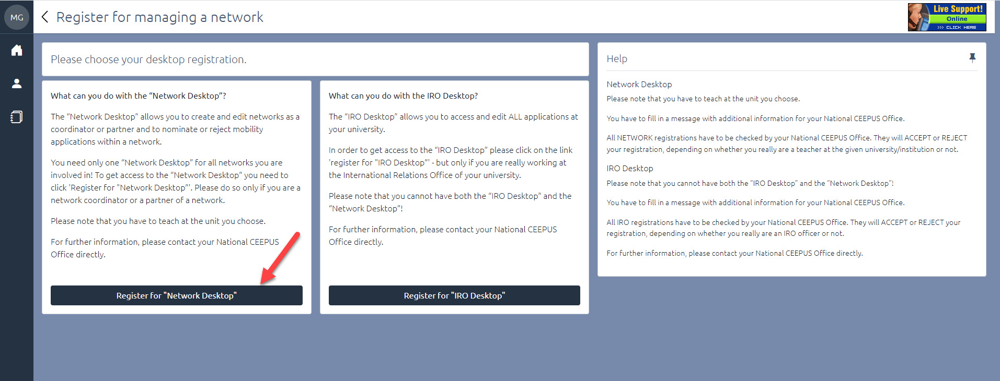 MG
Register for managing a network
Live Support!
Online
>>> CLICK HERE
Please choose your desktop registration.
What can you do with the “Network Desktop”?
The “Network Desktop” allows you to create and edit networks as a
coordinator or partner and to nominate or reject mobility
applications within a network.
You need only one “Network Desktop” for all networks you are
involved in! To get access to the “Network Desktop” you need to
click 'Register for "Network Desktop"'. Please do so only if you are a
network coordinator or a partner of a network.
Please note that you have to teach at the unit you choose.
For further information, please contact your National CEEPUS
Office directly.
Register for "Network Desktop"
What can you do with the IRO Desktop?
The “IRO Desktop” allows you to access and edit ALL applications at
your university.
In order to get access to the “IRO Desktop” please click on the link
'register for "IRO Desktop"' - but only if you are really working at
the International Relations Office of your university.
Please note that you cannot have both the “IRO Desktop” and the
“Network Desktop”!
For further information, please contact your National CEEPUS
Office directly.
Register for "IRO Desktop"
Help
Network Desktop
Please note that you have to teach at the unit you choose.
You have to fill in a message with additional information for your National CEEPUS Office.
All NETWORK registrations have to be checked by your National CEEPUS Office. They will ACCEPT or REJECT
your registration, depending on whether you really are a teacher at the given university/institution or not.
IRO Desktop
Please note that you cannot have both the “IRO Desktop” and the “Network Desktop”!
You have to fill in a message with additional information for your National CEEPUS Office.
All IRO registrations have to be checked by your National CEEPUS Office. They will ACCEPT or REJECT your
registration, depending on whether you really are an IRO officer or not.
For further information, please contact your National CEEPUS Office directly.